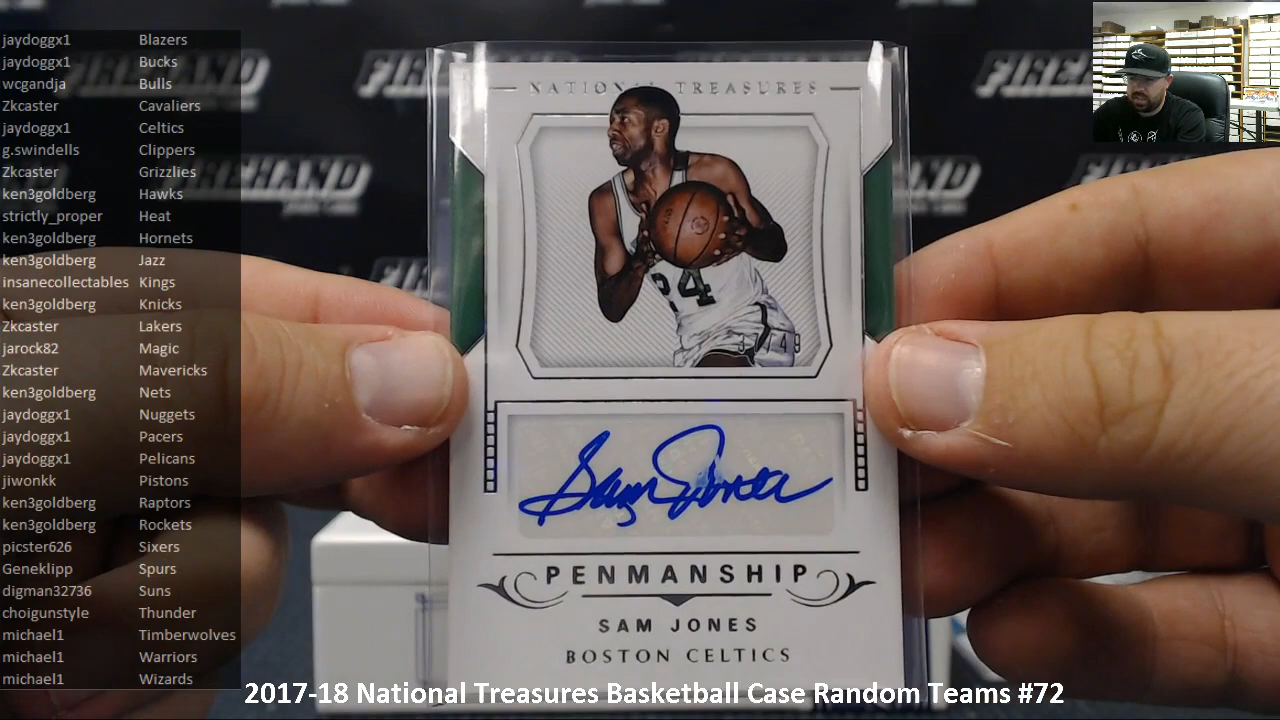 jaydoggx1 Blazers
jaydoggx1 Bucks
wcgandja Bulls
Zkcaster Cavaliers
jaydoggx1 Celtics
g.swindells Clippers
Zkcaster Grizzlies
ken3goldberg Hawks
strictly_proper Heat
ken3goldberg Hornets
ken3goldberg Jazz
insanecollectables Kings
ken3goldberg Knicks
Zkcaster Lakers
jarock82 Magic
Zkcaster Mavericks
ken3goldberg Nets
jaydoggx1 Nuggets
jaydoggx1 Pacers
jaydoggx1 Pelicans
jiwonkk Pistons
ken3goldberg Raptors
ken3goldberg Rockets
picster626 Sixers
Geneklipp Spurs
digman32736 Suns
choigunstyle Thunder
michael1 Timberwolves
michael1 Warriors
michael1 Wizards
FIREHAND
NATIONAL TREASURES
24
Sam Jones
PENMANSHIP
SAM JONES
BOSTON CELTICS
2017-18 National Treasures Basketball Case Random Teams #72